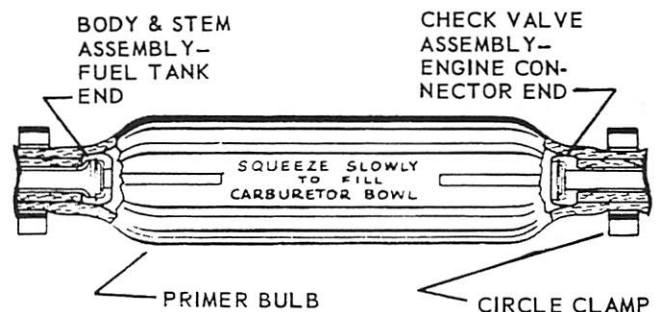 BODY & STEM
ASSEMBLY–
FUEL TANK
END
CHECK VALVE
ASSEMBLY–
ENGINE CON-
NECTOR END
SQUEEZE SLOWLY
TO FILL
CARBURETOR BOWL
PRIMER BULB
CIRCLE CLAMP